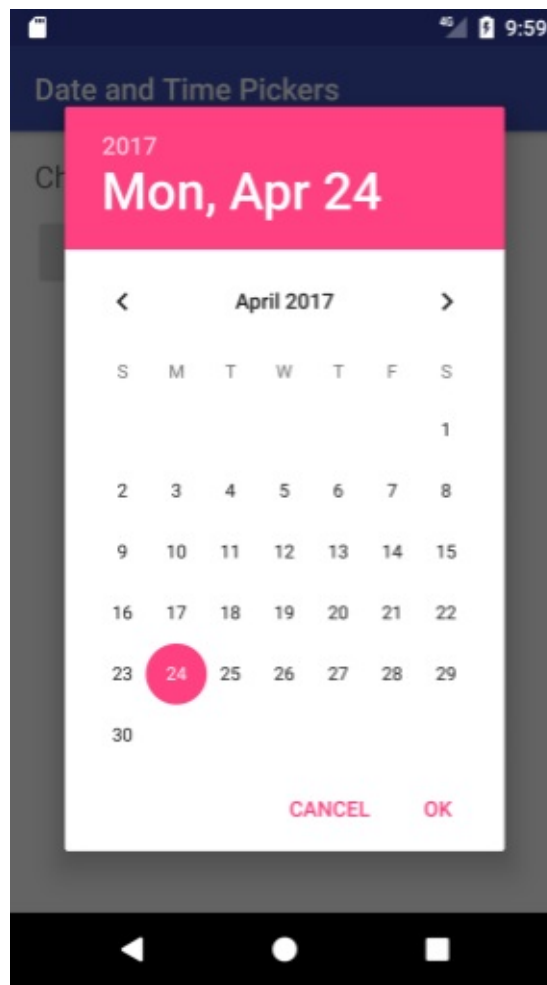 4G 9:59
Date and Time Pickers
Ch
2017
Mon, Apr 24
April 2017
S M T W T F S
1
2 3 4 5 6 7 8
9 10 11 12 13 14 15
16 17 18 19 20 21 22
23 24 25 26 27 28 29
30
CANCEL OK